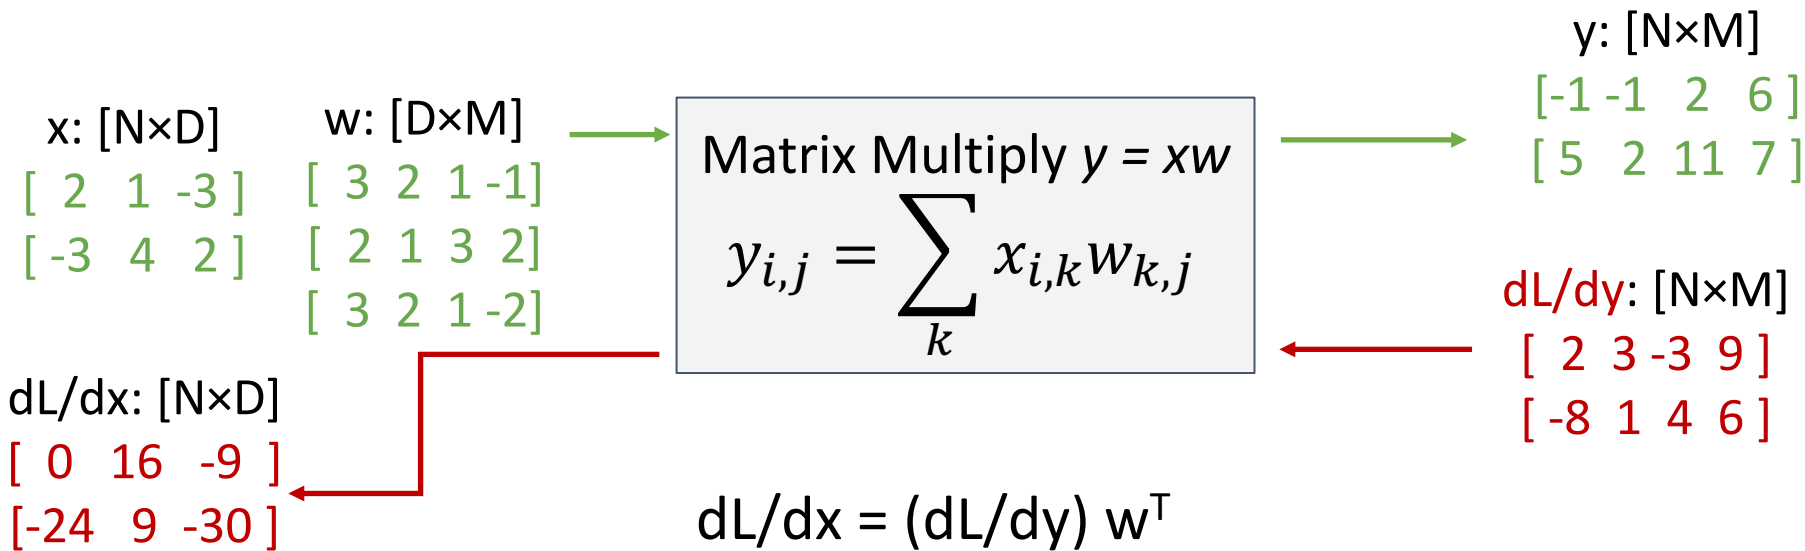 x: [N×D]
[ 2 1 -3 ]
[ -3 4 2 ]
w: [D×M]
[ 3 2 1 -1]
[ 2 1 3 2]
[ 3 2 1 -2]
Matrix Multiply y = xw
y_{i,j} = ∑_k x_{i,k} w_{k,j}
y: [N×M]
[-1 -1 2 6 ]
[ 5 2 11 7 ]
dL/dy: [N×M]
[ 2 3 -3 9 ]
[ -8 1 4 6 ]
dL/dx: [N×D]
[ 0 16 -9 ]
[-24 9 -30 ]
dL/dx = (dL/dy) wᵀ